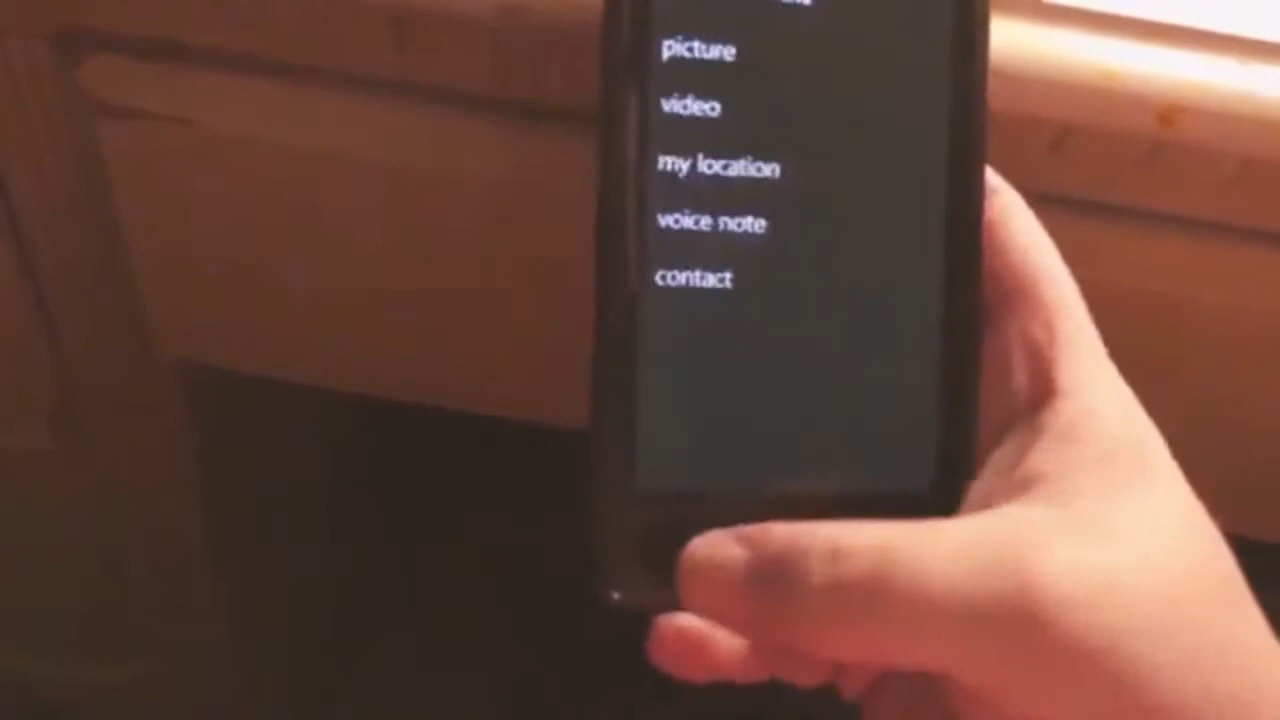 picture
video
my location
voice note
contact